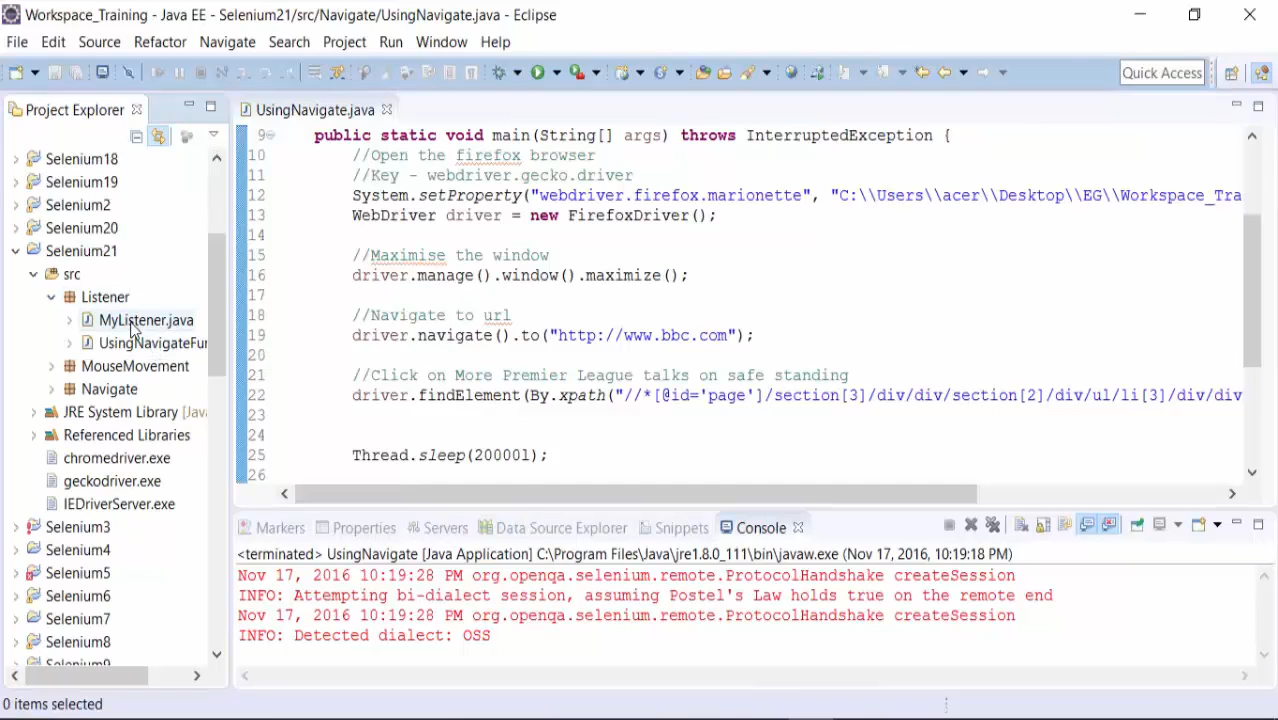 Workspace_Training - Java EE - Selenium21/src/Navigate/UsingNavigate.java - Eclipse
File Edit Source Refactor Navigate Search Project Run Window Help
Quick Access
Project Explorer
Selenium18
Selenium19
Selenium2
Selenium20
Selenium21
src
Listener
MyListener.java
UsingNavigateFur
MouseMovement
Navigate
JRE System Library [Java
Referenced Libraries
chromedriver.exe
geckodriver.exe
IEDriverServer.exe
Selenium3
Selenium4
Selenium5
Selenium6
Selenium7
Selenium8
Selenium9
UsingNavigate.java
9 public static void main(String[] args) throws InterruptedException {
10 //Open the firefox browser
11 //Key - webdriver.gecko.driver
12 System.setProperty("webdriver.firefox.marionette", "C:\\Users\\acer\\Desktop\\EG\\Workspace_Tra
13 WebDriver driver = new FirefoxDriver();
14
15 //Maximise the window
16 driver.manage().window().maximize();
17
18 //Navigate to url
19 driver.navigate().to("http://www.bbc.com");
20
21 //Click on More Premier League talks on safe standing
22 driver.findElement(By.xpath("//*[@id='page']/section[3]/div/div/section[2]/div/ul/li[3]/div/div
23
24
25 Thread.sleep(20000l);
26
Markers Properties Servers Data Source Explorer Snippets Console
<terminated> UsingNavigate [Java Application] C:\Program Files\Java\jre1.8.0_111\bin\javaw.exe (Nov 17, 2016, 10:19:18 PM)
Nov 17, 2016 10:19:28 PM org.openqa.selenium.remote.ProtocolHandshake createSession
INFO: Attempting bi-dialect session, assuming Postel's Law holds true on the remote end
Nov 17, 2016 10:19:28 PM org.openqa.selenium.remote.ProtocolHandshake createSession
INFO: Detected dialect: OSS
0 items selected